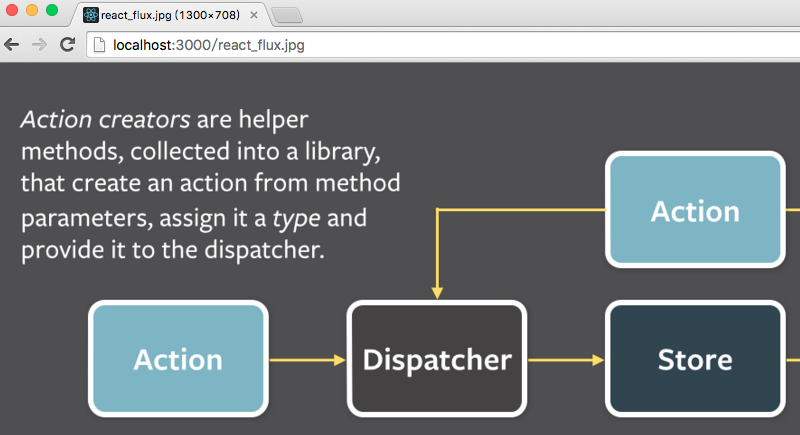 react_flux.jpg (1300×708)
localhost:3000/react_flux.jpg
Action creators are helper
methods, collected into a library,
that create an action from method
parameters, assign it a type and
provide it to the dispatcher.
Action
Action
Dispatcher
Store